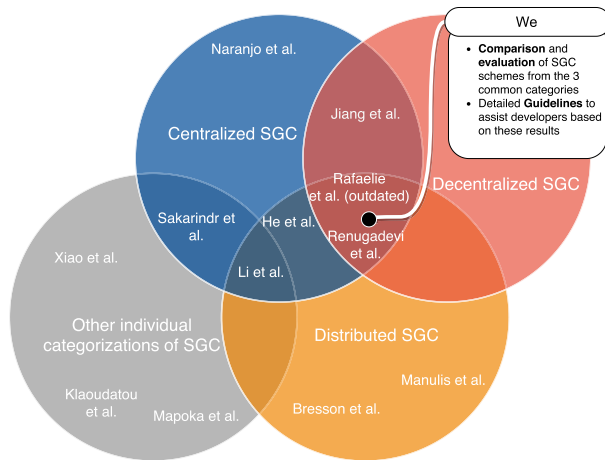 We
• Comparison and
evaluation of SGC
schemes from the 3
common categories
• Detailed Guidelines to
assist developers based
on these results
Naranjo et al.
Jiang et al.
Centralized SGC
Rafaelie
et al. (outdated)
Decentralized SGC
Sakarindr et
al.
He et al.
Renugadevi
et al.
Xiao et al.
Li et al.
Other individual
categorizations of SGC
Distributed SGC
Klaoudatou
et al.
Manulis et al.
Mapoka et al.
Bresson et al.